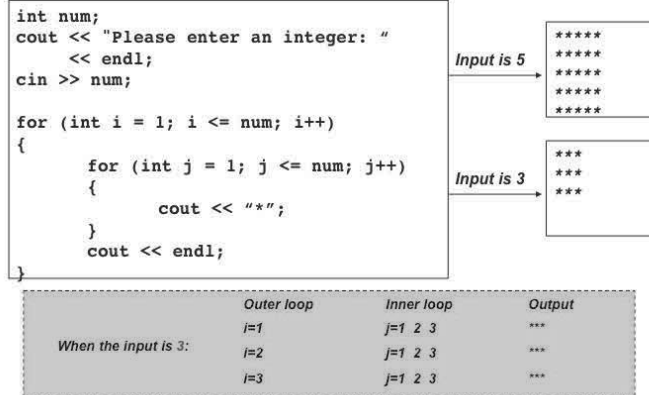 int num;
cout << "Please enter an integer: “
<< endl;
cin >> num;
for (int i = 1; i <= num; i++)
{
for (int j = 1; j <= num; j++)
{
cout << “*”;
}
cout << endl;
}
Input is 5
*****
*****
*****
*****
*****
Input is 3
***
***
***
Outer loop Inner loop Output
i=1 j=1 2 3 ***
When the input is 3:
i=2 j=1 2 3 ***
i=3 j=1 2 3 ***